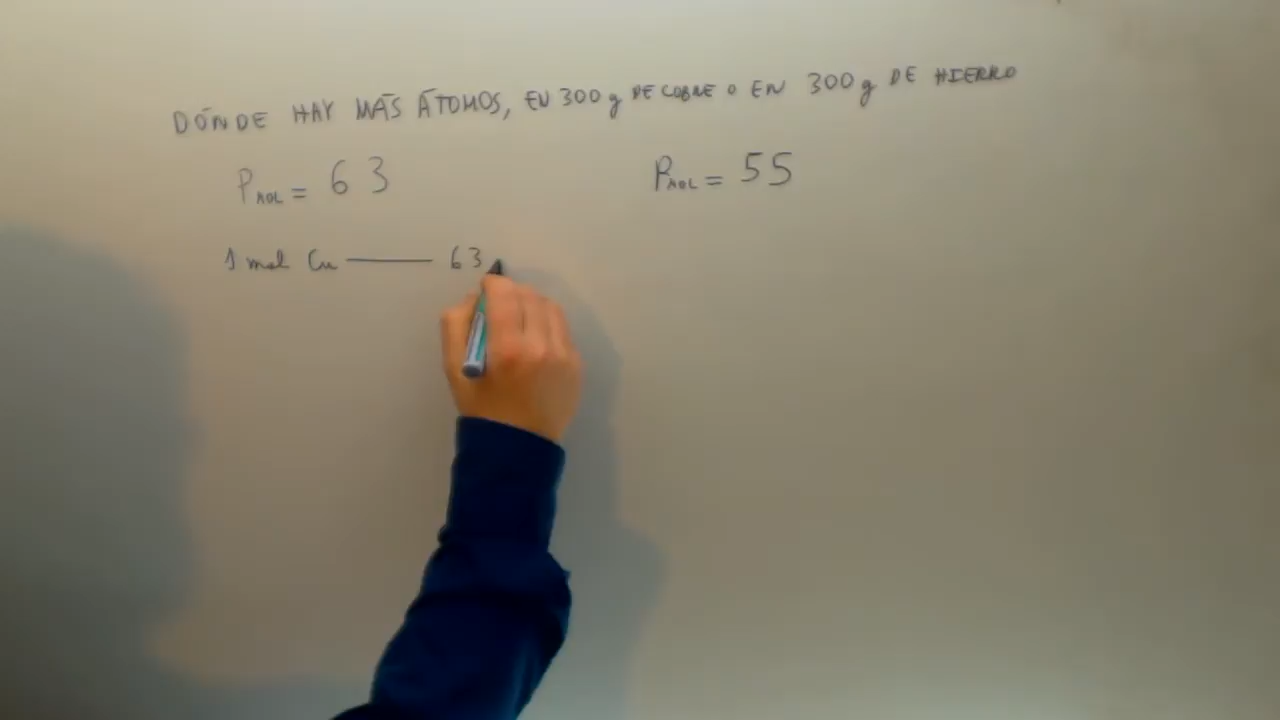 DÓNDE HAY MÁS ÁTOMOS, EN 300 g DE COBRE O EN 300 g DE HIERRO
PMOL = 63
PMOL = 55
1 mol Cu —— 63